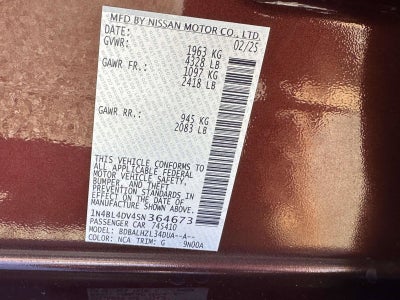 MFD BY NISSAN MOTOR CO., LTD.
DATE: 02/25
GVWR: 1963 KG
4328 LB
GAWR FR.: 1097 KG
2418 LB
GAWR RR.: 945 KG
2083 LB
THIS VEHICLE CONFORMS TO
ALL APPLICABLE FEDERAL
MOTOR VEHICLE SAFETY,
BUMPER, AND THEFT
PREVENTION STANDARDS IN
EFFECT ON THE DATE OF
MANUFACTURE SHOWN ABOVE.
1N4BL4DV4SN364673
PASSENGER CAR 745410
MODEL: BDBALHZL34DUA--A--
COLOR: NCA TRIM: G 9N00A